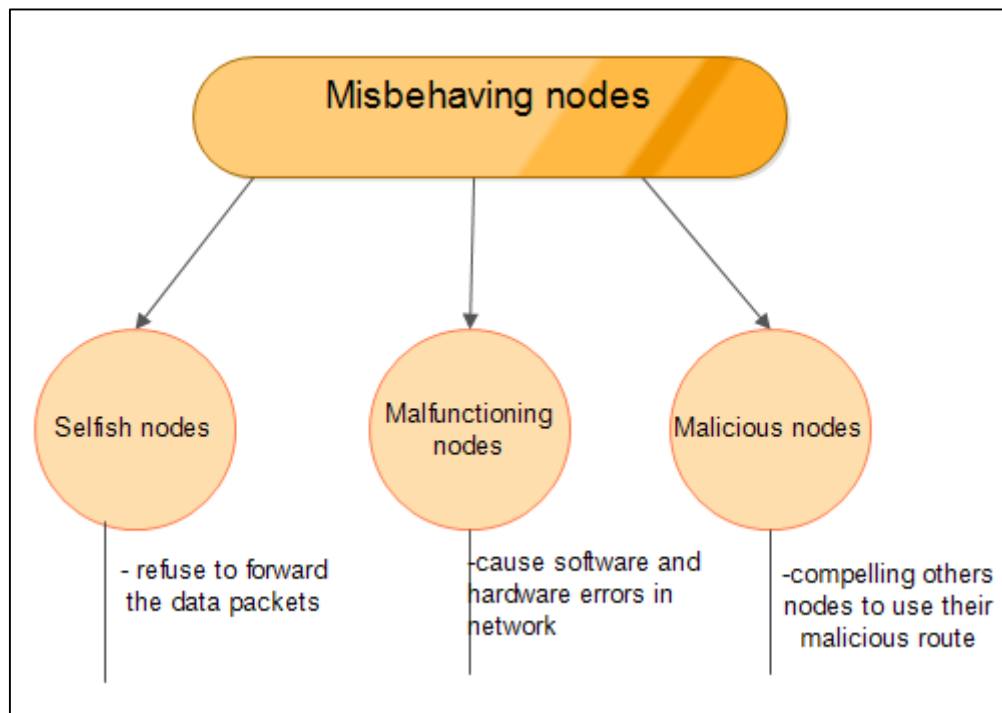 Misbehaving nodes
Selfish nodes
Malfunctioning
nodes
Malicious nodes
- refuse to forward
the data packets
-cause software and
hardware errors in
network
-compelling others
nodes to use their
malicious route